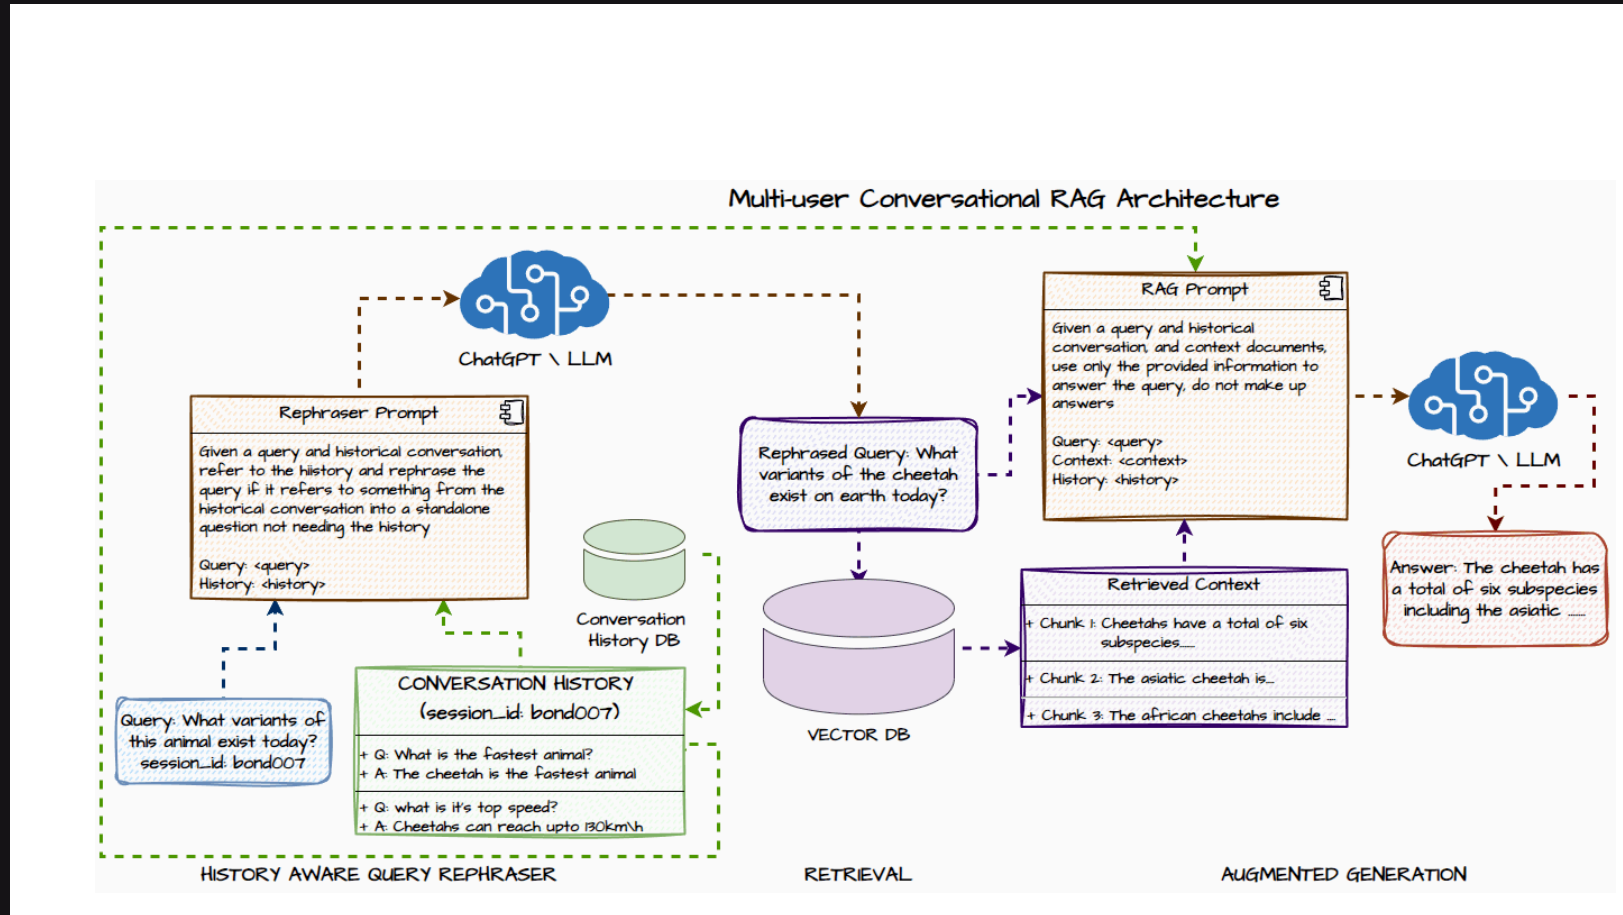 Multi-user Conversational RAG Architecture
ChatGPT \ LLM
Rephraser Prompt
Given a query and historical conversation,
refer to the hiistory and rephrase the
query if it refers to something from the
historical conversation into a standalone
question not needing the history
Query: <query>
History: <history>
Query: What variants of
this animal exist today?
session_id: bond007
Conversation
History DB
CONVERSATION HISTORY
(session_id: bond007)
+ Q: What is the fastest animal?
+ A: The cheetah is the fastest animal
+ Q: what is it's top speed?
+ A: Cheetahs can reach upto 130km\h
HISTORY AWARE QUERY REPHRASER
Rephrased Query: What
variants of the cheetah
exist on earth today?
VECTOR DB
RETRIEVAL
RAG Prompt
Given a query and historical
conversation, and context documents,
use only the provided information to
answer the query, do not make up
answers
Query: <query>
Context: <context>
History: <history>
Retrieved Context
+ Chunk 1: Cheetahs have a total of six
subspecies......
+ Chunk 2: The asiatic cheetah is...
+ Chunk 3: The african cheetahs include ...
ChatGPT \ LLM
Answer: The cheetah has
a total of six subspecies
including the asiatic ......
AUGMENTED GENERATION